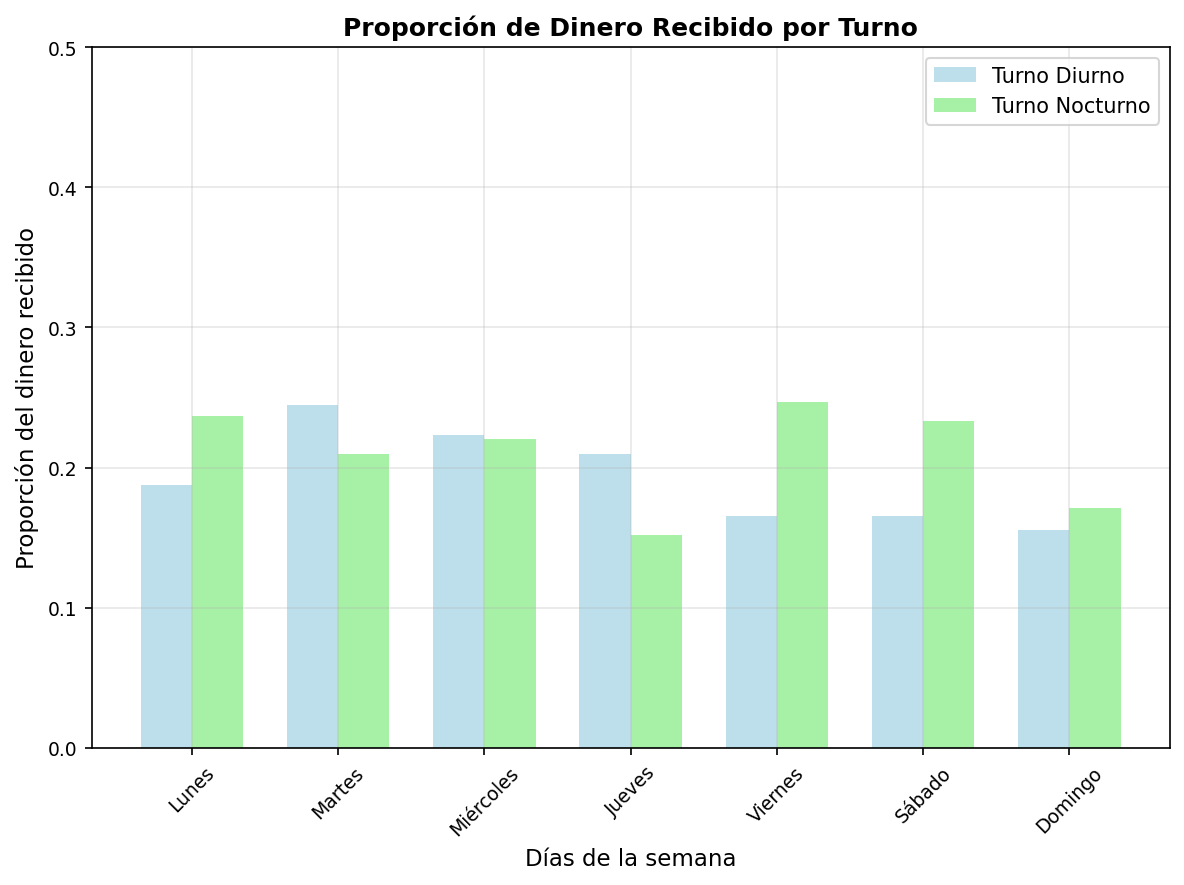 Proporción de Dinero Recibido por Turno
Turno Diurno
Turno Nocturno
Proporción del dinero recibido
0.5
0.4
0.3
0.2
0.1
0.0
Lunes
Martes
Miércoles
Jueves
Viernes
Sábado
Domingo
Días de la semana